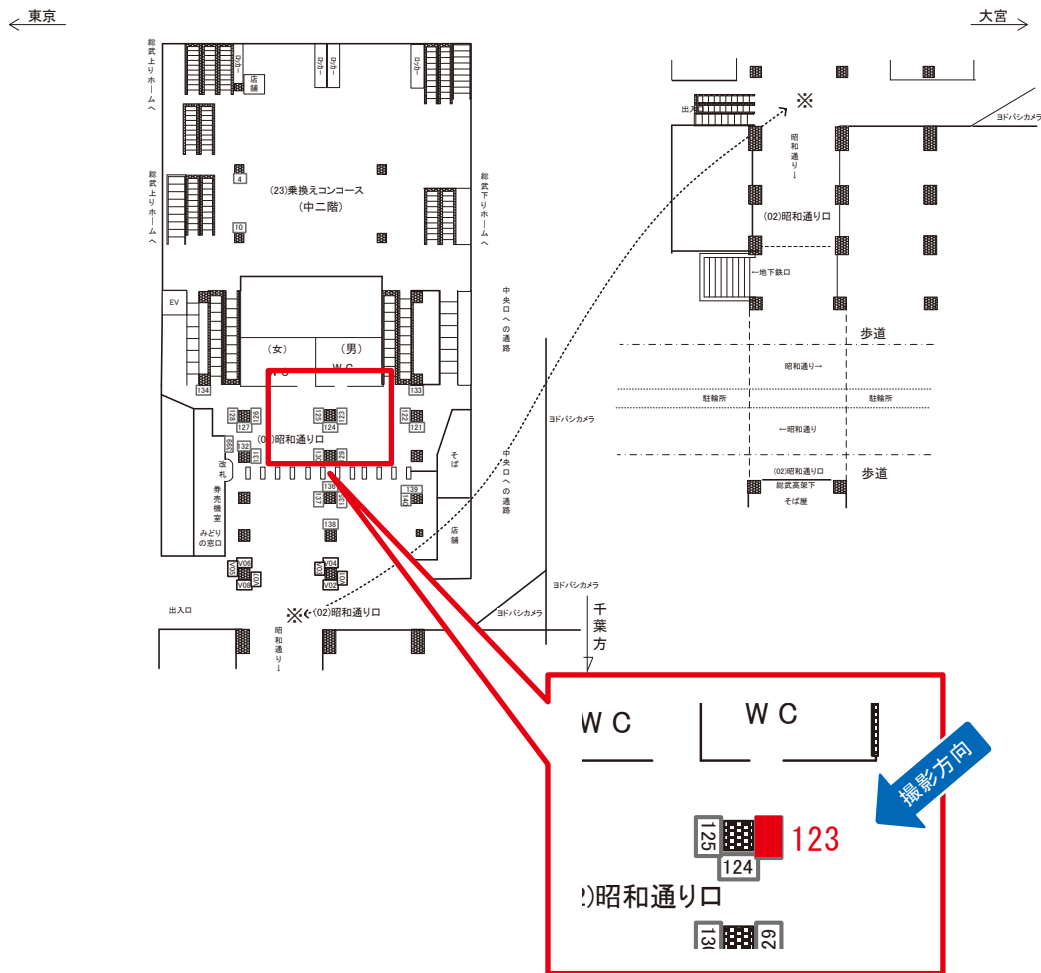 東京
大宮
総武上りホームへ
ロッカー
店舗
ロッカー
ロッカー
ロッカー
4
総武上りホームへ
(23)乗換えコンコース
(中二階)
総武下りホームへ
10
EV
中央口への通路
(女)
(男)
WC
134
133
128
126
127
125
123
124
122
121
(02)昭和通り口
399
132
131
130
129
改札
そば
中央口への通路
ヨドバシカメラ
券売機室
136
137
135
139
140
138
みどり
の窓口
店舗
V06
V05
V07
V08
V04
V03
V01
V02
出入口
※
(02)昭和通り口
昭和通り→
ヨドバシカメラ
ヨドバシカメラ
千葉方
出入口
※
ヨドバシカメラ
昭和通り→
(02)昭和通り口
←地下鉄口
歩道
昭和通り→
駐輪所
駐輪所
←昭和通り
(02)昭和通り口
歩道
総武高架下
そば屋
WC
WC
撮影方向
125
123
124
2)昭和通り口
130
29